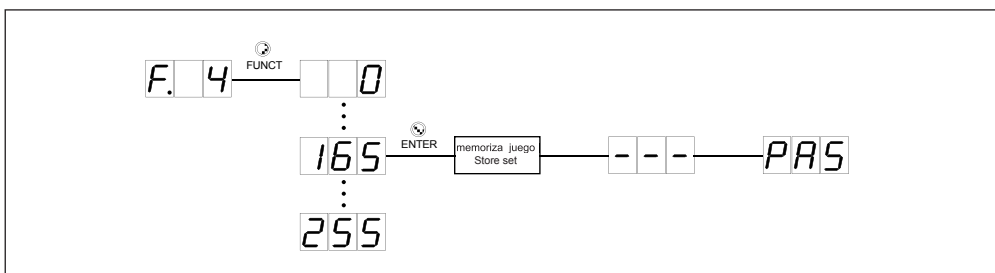 F. 4
FUNCT
0
165
ENTER
memoriza juego
Store set
- - -
PAS
255